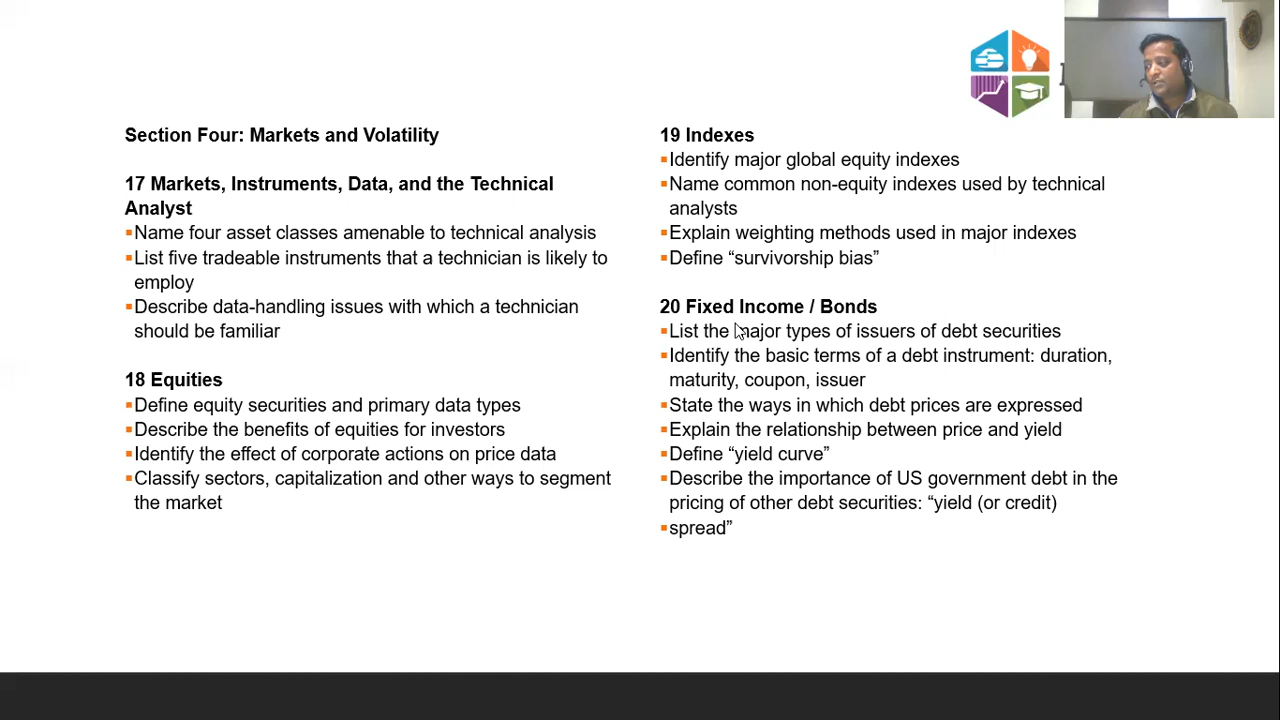 Section Four: Markets and Volatility
17 Markets, Instruments, Data, and the Technical
Analyst
▪Name four asset classes amenable to technical analysis
▪List five tradeable instruments that a technician is likely to
employ
▪Describe data-handling issues with which a technician
should be familiar
18 Equities
▪Define equity securities and primary data types
▪Describe the benefits of equities for investors
▪Identify the effect of corporate actions on price data
▪Classify sectors, capitalization and other ways to segment
the market
19 Indexes
▪Identify major global equity indexes
▪Name common non-equity indexes used by technical
analysts
▪Explain weighting methods used in major indexes
▪Define “survivorship bias”
20 Fixed Income / Bonds
▪List the major types of issuers of debt securities
▪Identify the basic terms of a debt instrument: duration,
maturity, coupon, issuer
▪State the ways in which debt prices are expressed
▪Explain the relationship between price and yield
▪Define “yield curve”
▪Describe the importance of US government debt in the
pricing of other debt securities: “yield (or credit)
▪spread”